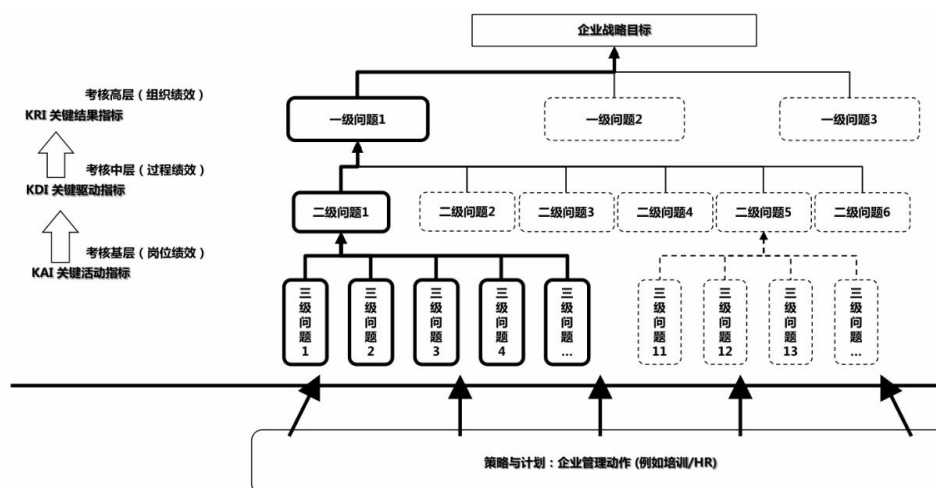 企业战略目标
考核高层（组织绩效）
KRI 关键结果指标
一级问题1
一级问题2
一级问题3
考核中层（过程绩效）
KDI 关键驱动指标
二级问题1
二级问题2
二级问题3
二级问题4
二级问题5
二级问题6
考核基层（岗位绩效）
KAI 关键活动指标
三级问题1
三级问题2
三级问题3
三级问题4
三级问题...
三级问题11
三级问题12
三级问题13
三级问题...
策略与计划：企业管理动作 (例如培训/HR)